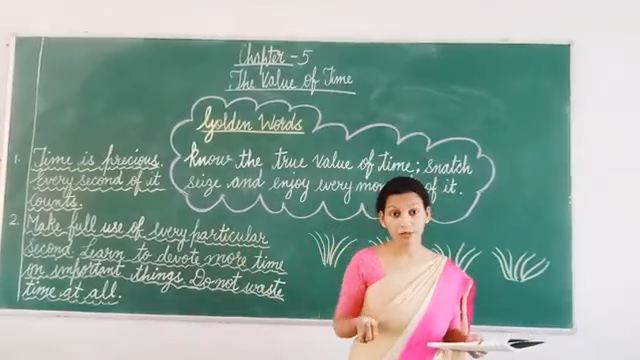 Chapter - 5
The Value of Time
Golden Words
know the true value of Time; snatch
seize and enjoy every of it.
1. Time is precious.
Every second of it
counts.
2. Make full use of every particular
second. Learn to devote more time
on important things. Do not waste
time at all.